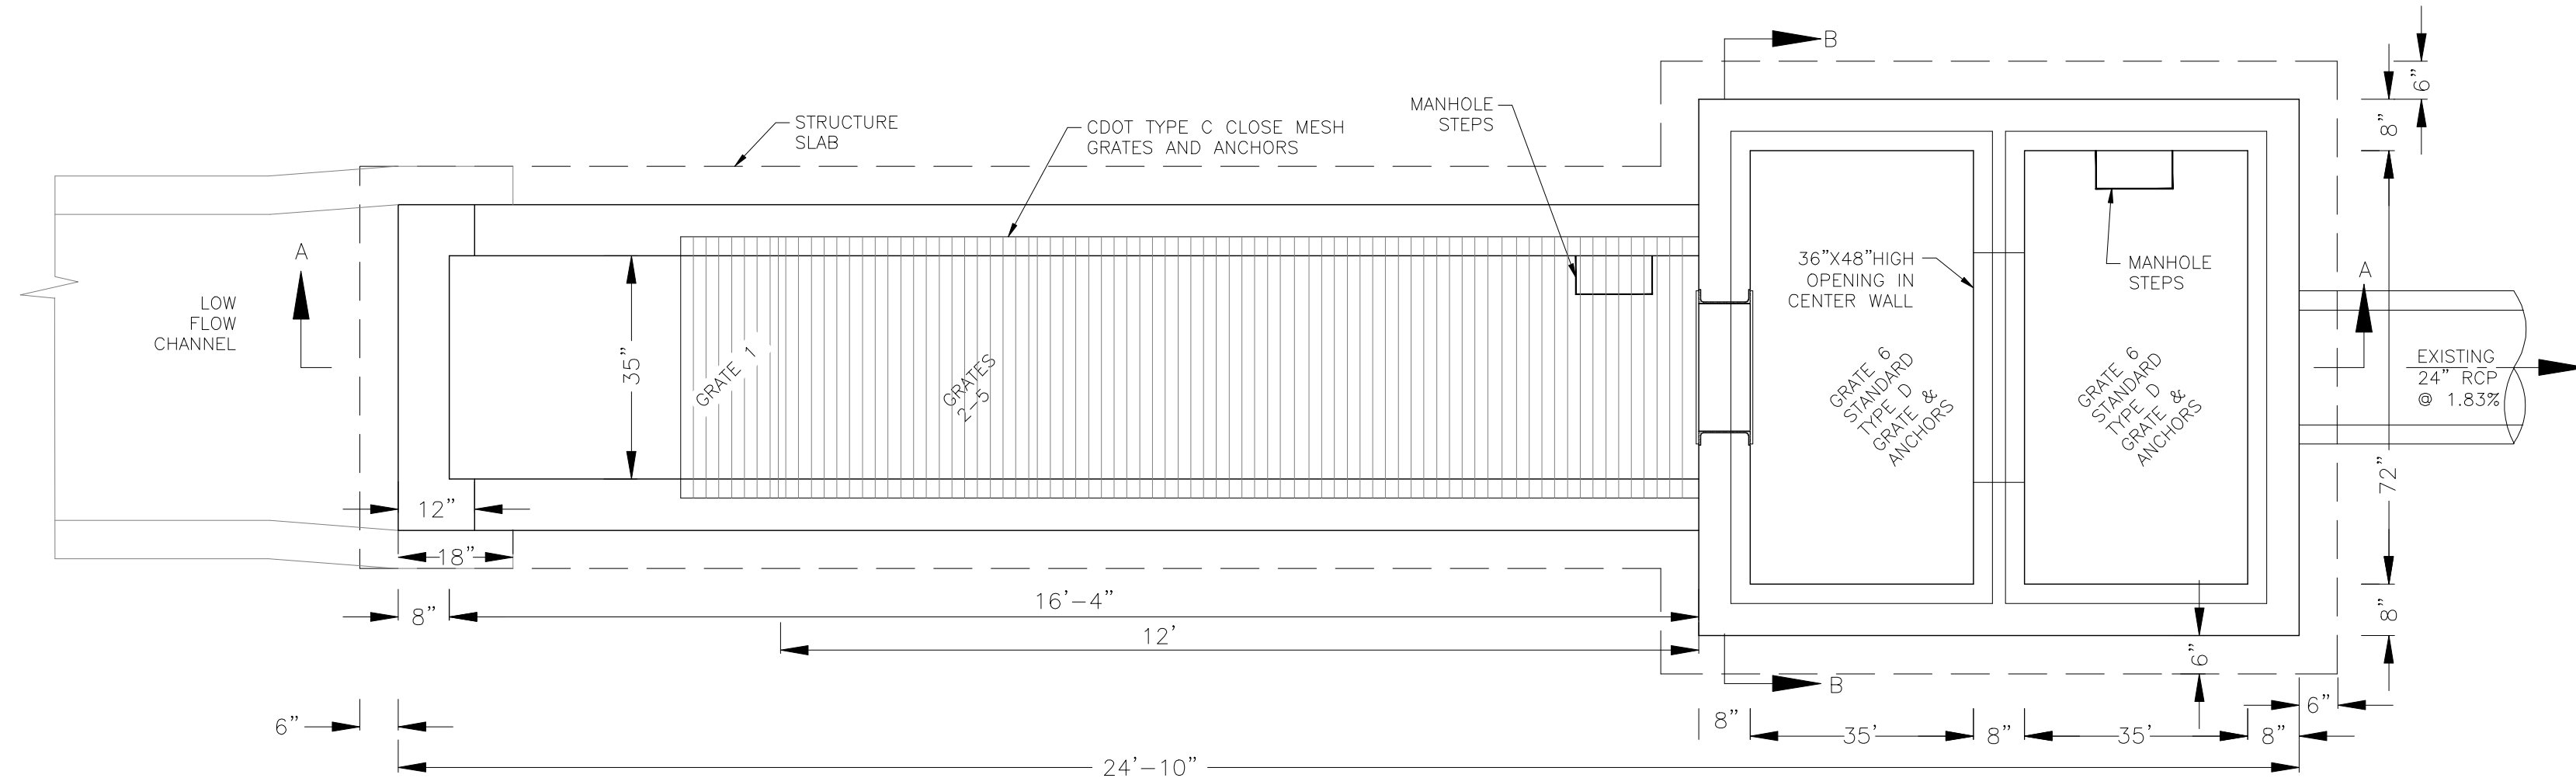 B
6”
8”
MANHOLE
STEPS
STRUCTURE
SLAB
CDOT TYPE C CLOSE MESH
GRATES AND ANCHORS
A
LOW
FLOW
CHANNEL
35”
GRATE 1
GRATES
2-5
36”X48”HIGH
OPENING IN
CENTER WALL
MANHOLE
STEPS
A
GRATE 6
STANDARD
TYPE D
GRATE &
ANCHORS
GRATE 6
STANDARD
TYPE D
GRATE &
ANCHORS
EXISTING
24” RCP
@ 1.83%
72”
12”
18”
8”
16’-4”
12’
8”
6”
B
6”
8”
35’
8”
35’
8”
6”
24’-10”